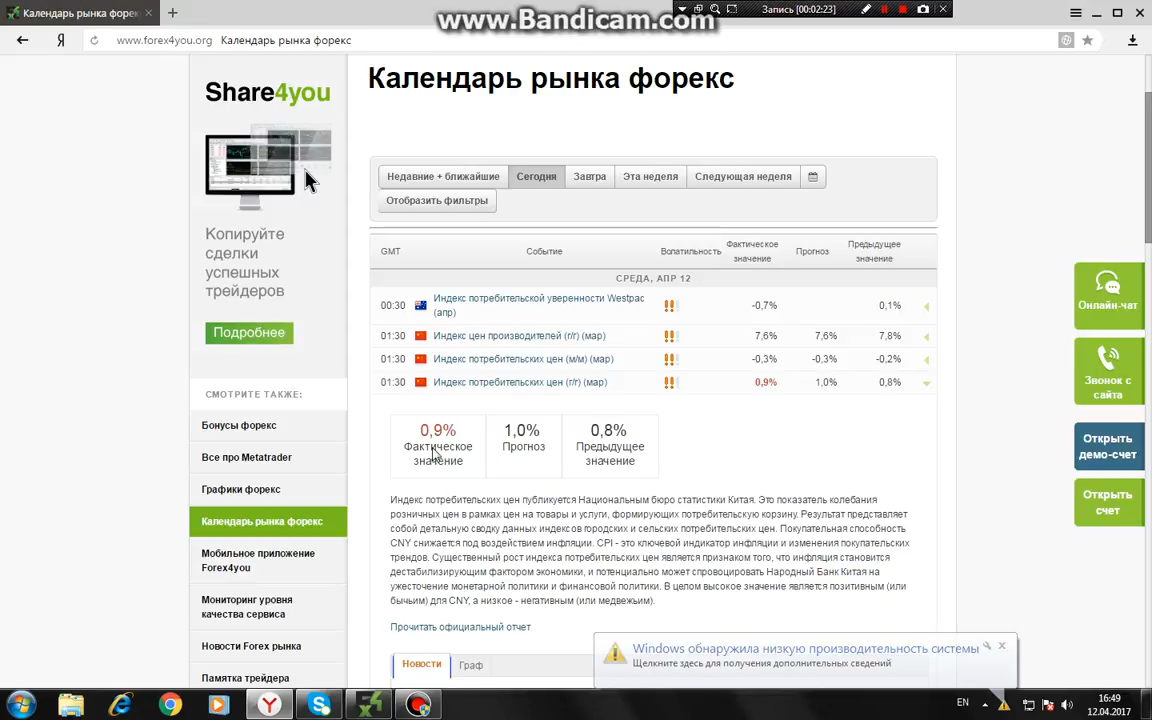 Календарь рынка форе
www.Bandicam.com
Запись [00:02:23]
Я
www.forex4you.org Календарь рынка форекс
Share4you
Копируйте
сделки
успешных
трейдеров
Подробнее
СМОТРИТЕ ТАКЖЕ:
Бонусы форекс
Все про Metatrader
Графики форекс
Календарь рынка форекс
Мобильное приложение
Forex4you
Мониторинг уровня
качества сервиса
Новости Forex рынка
Памятка трейдера
Календарь рынка форекс
Недавние + ближайшие Сегодня Завтра Эта неделя Следующая неделя
Отобразить фильтры
GMT Событие Волатильность Фактическое значение Прогноз Предыдущее значение
СРЕДА, АПР 12
00:30 Индекс потребительской уверенности Westpac (апр) -0,7% 0,1%
01:30 Индекс цен производителей (г/г) (мар) 7,6% 7,6% 7,8%
01:30 Индекс потребительских цен (м/м) (мар) -0,3% -0,3% -0,2%
01:30 Индекс потребительских цен (г/г) (мар) 0,9% 1,0% 0,8%
0,9% 1,0% 0,8%
Фактическое значение Прогноз Предыдущее значение
Индекс потребительских цен публикуется Национальным бюро статистики Китая. Это показатель колебания
розничных цен в рамках цен на товары и услуги, формирующих потребительскую корзину. Результат представляет
собой детальную сводку данных индексов городских и сельских потребительских цен. Покупательная способность
CNY снижается под воздействием инфляции. CPI - это ключевой индикатор инфляции и изменения покупательских
трендов. Существенный рост индекса потребительских цен является признаком того, что инфляция становится
дестабилизирующим фактором экономики, и потенциально может спровоцировать Народный Банк Китая на
ужесточение монетарной политики и финансовой политики. В целом высокое значение является позитивным (или
бычьим) для CNY, а низкое - негативным (или медвежьим).
Прочитать официальный отчет
Новости Граф
Онлайн-чат
Звонок с
сайта
Открыть
демо-счет
Открыть
счет
Windows обнаружила низкую производительность системы
Щелкните здесь для получения дополнительных сведений
EN
16:49
12.04.2017